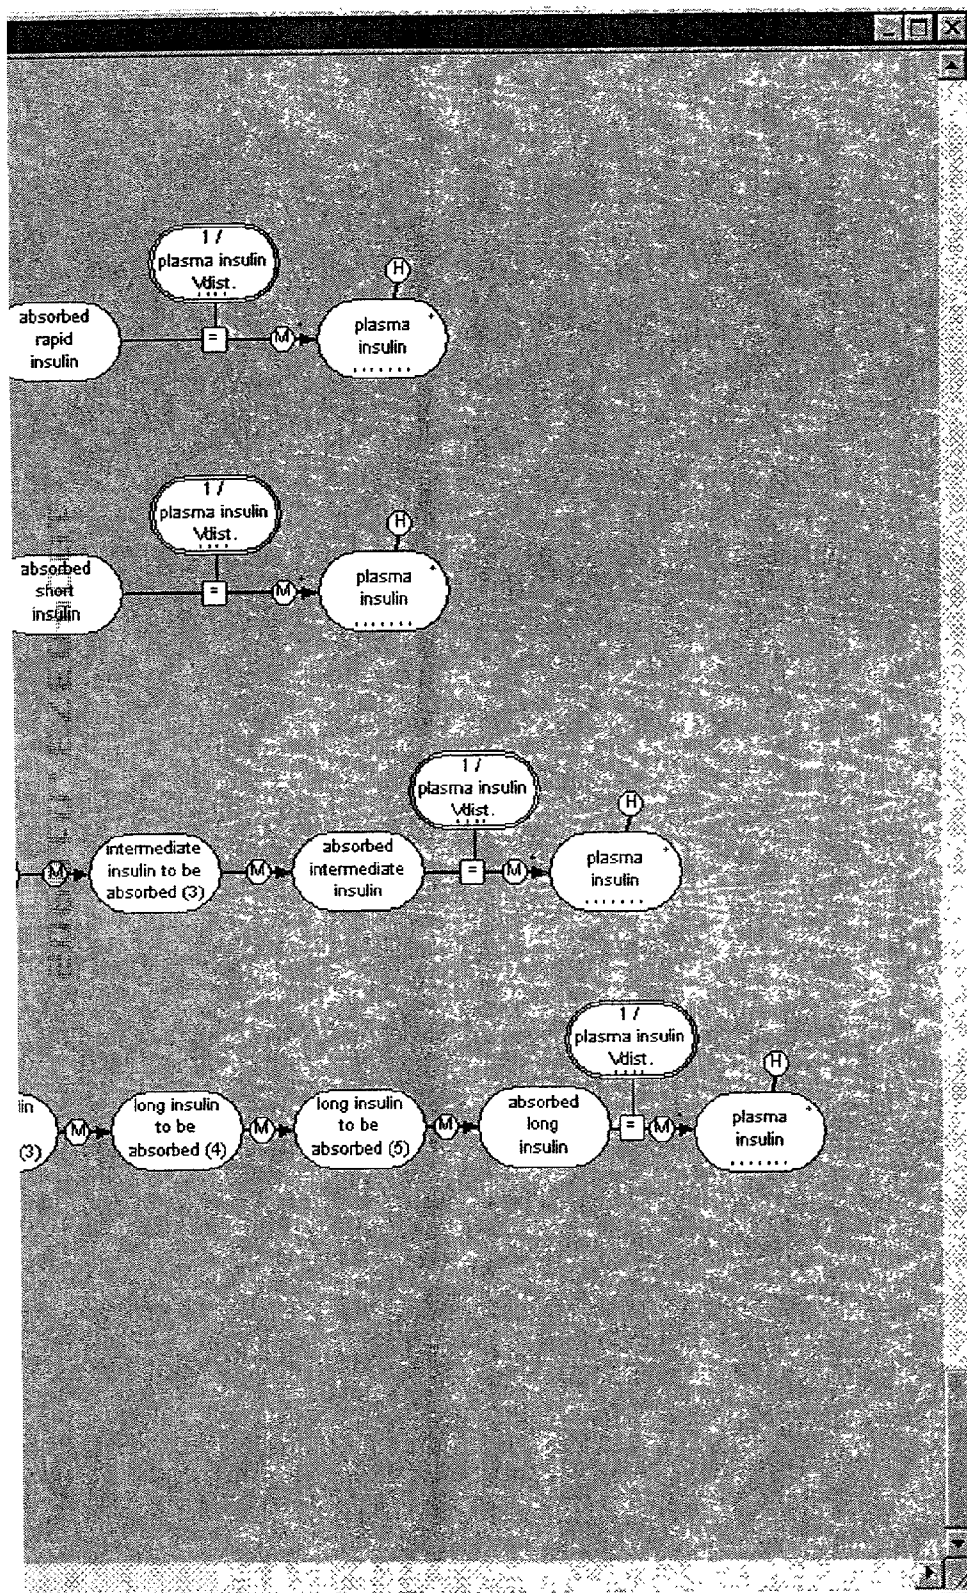 1 /
plasma insulin
Vdist.
H
absorbed
rapid
insulin
=
M
plasma
insulin
1 /
plasma insulin
Vdist.
H
absorbed
short
insulin
=
M
plasma
insulin
1 /
plasma insulin
Vdist.
H
M
intermediate
insulin to be
absorbed (3)
M
absorbed
intermediate
insulin
=
M
plasma
insulin
1 /
plasma insulin
Vdist.
H
(3)
M
long insulin
to be
absorbed (4)
M
long insulin
to be
absorbed (5)
M
absorbed
long
insulin
=
M
plasma
insulin